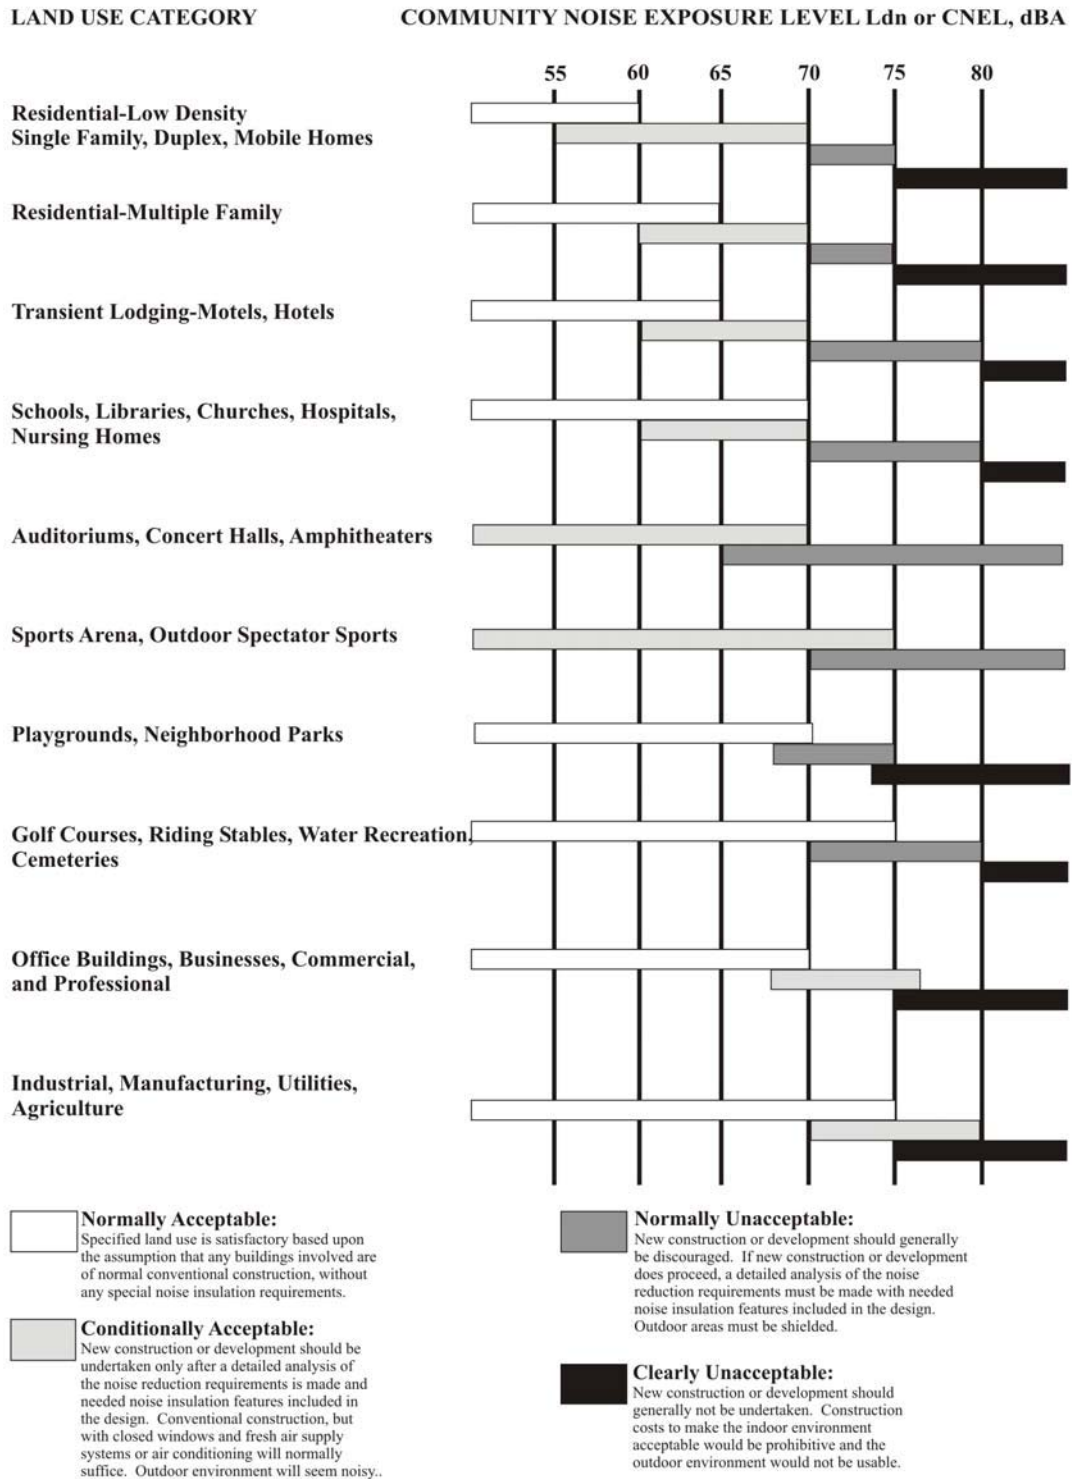 LAND USE CATEGORY COMMUNITY NOISE EXPOSURE LEVEL Ldn or CNEL, dBA
55 60 65 70 75 80
Residential-Low Density
Single Family, Duplex, Mobile Homes
Residential-Multiple Family
Transient Lodging-Motels, Hotels
Schools, Libraries, Churches, Hospitals,
Nursing Homes
Auditoriums, Concert Halls, Amphitheaters
Sports Arena, Outdoor Spectator Sports
Playgrounds, Neighborhood Parks
Golf Courses, Riding Stables, Water Recreation,
Cemeteries
Office Buildings, Businesses, Commercial,
and Professional
Industrial, Manufacturing, Utilities,
Agriculture
Normally Acceptable:
Specified land use is satisfactory based upon
the assumption that any buildings involved are
of normal conventional construction, without
any special noise insulation requirements.
Conditionally Acceptable:
New construction or development should be
undertaken only after a detailed analysis of
the noise reduction requirements is made and
needed noise insulation features included in
the design. Conventional construction, but
with closed windows and fresh air supply
systems or air conditioning will normally
suffice. Outdoor environment will seem noisy..
Normally Unacceptable:
New construction or development should generally
be discouraged. If new construction or development
does proceed, a detailed analysis of the noise
reduction requirements must be made with needed
noise insulation features included in the design.
Outdoor areas must be shielded.
Clearly Unacceptable:
New construction or development should
generally not be undertaken. Construction
costs to make the indoor environment
acceptable would be prohibitive and the
outdoor environment would not be usable.